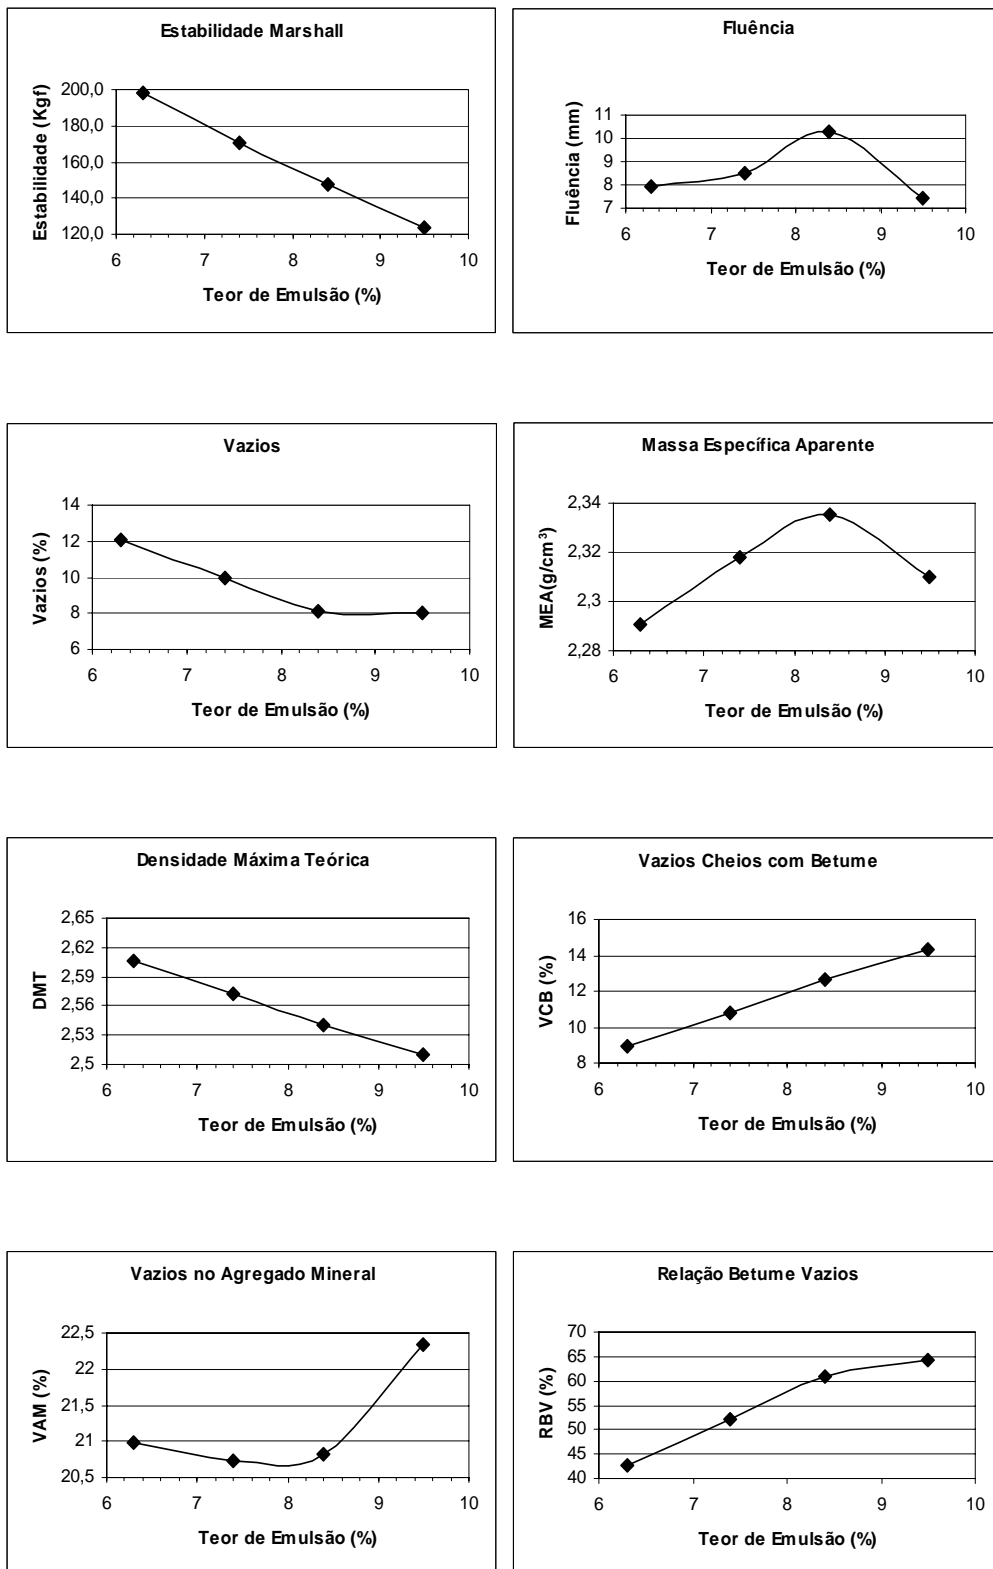 Estabilidade Marshall
Estabilidade (Kgf)
200,0
180,0
160,0
140,0
120,0
6 7 8 9 10
Teor de Emulsão (%)
Fluência
Fluência (mm)
11
10
9
8
7
6 7 8 9 10
Teor de Emulsão (%)
Vazios
Vazios (%)
14
12
10
8
6
6 7 8 9 10
Teor de Emulsão (%)
Massa Específica Aparente
MEA(g/cm³)
2,34
2,32
2,3
2,28
6 7 8 9 10
Teor de Emulsão (%)
Densidade Máxima Teórica
DMT
2,65
2,62
2,59
2,56
2,53
2,5
6 7 8 9 10
Teor de Emulsão (%)
Vazios Cheios com Betume
VCB (%)
16
14
12
10
8
6 7 8 9 10
Teor de Emulsão (%)
Vazios no Agregado Mineral
VAM (%)
22,5
22
21,5
21
20,5
6 7 8 9 10
Teor de Emulsão (%)
Relação Betume Vazios
RBV (%)
70
65
60
55
50
45
40
6 7 8 9 10
Teor de Emulsão (%)